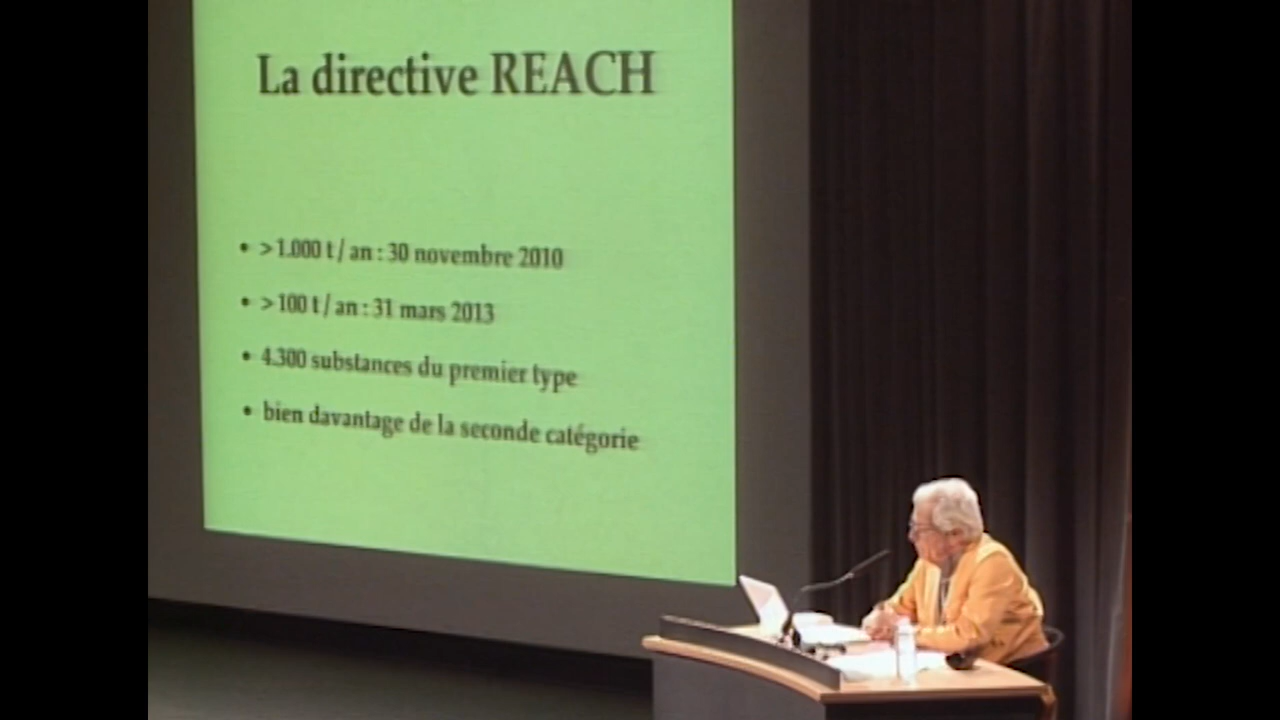 La directive REACH
• > 1.000 t / an : 30 novembre 2010
• > 100 t / an : 31 mars 2013
• 4.300 substances du premier type
• bien davantage de la seconde catégorie